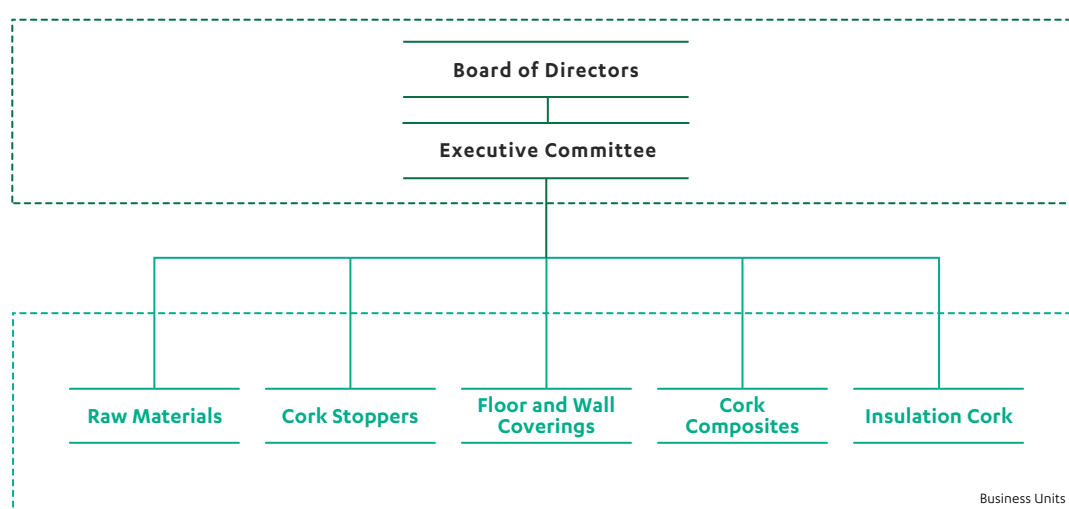 Board of Directors
Executive Committee
Raw Materials
Cork Stoppers
Floor and Wall
Coverings
Cork
Composites
Insulation Cork
Business Units